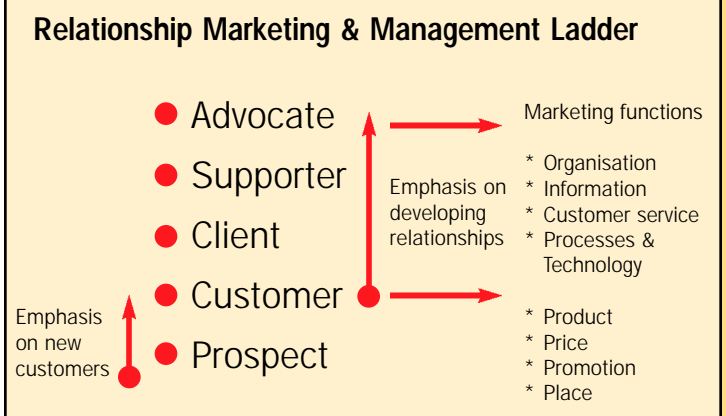 Relationship Marketing & Management Ladder
Advocate
Supporter
Client
Customer
Prospect
Emphasis
on new
customers
Emphasis on
developing
relationships
Marketing functions
* Organisation
* Information
* Customer service
* Processes &
Technology
* Product
* Price
* Promotion
* Place